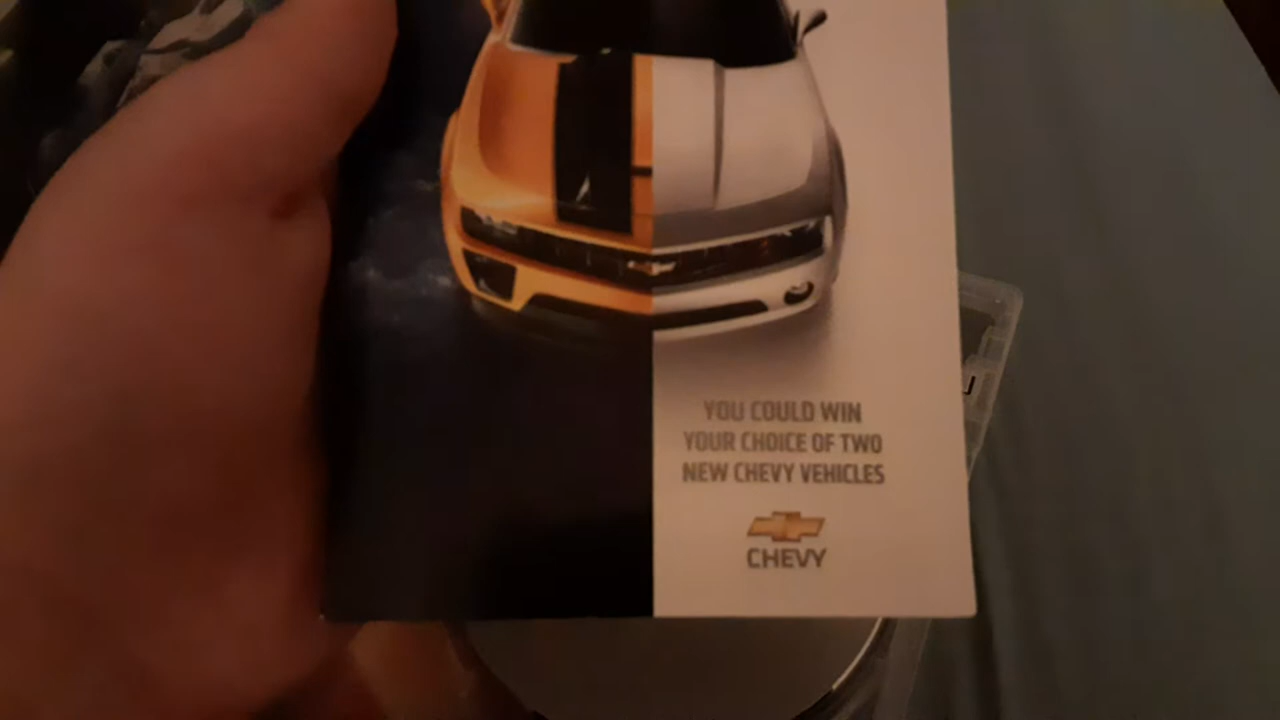 YOU COULD WIN
YOUR CHOICE OF TWO
NEW CHEVY VEHICLES
CHEVY